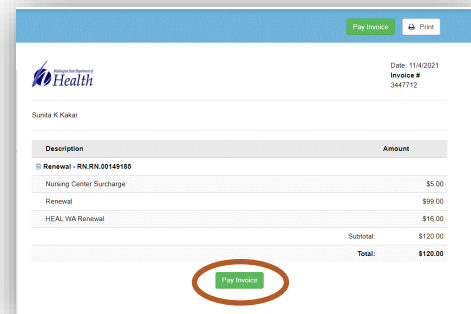 Pay Invoice Print
Date: 11/4/2021
Invoice #
3447712
Washington State Department of
Health
Sunita K Kakar
Description Amount
Renewal - RN.RN.00149185
Nursing Center Surcharge $5.00
Renewal $99.00
HEAL WA Renewal $16.00
Subtotal: $120.00
Total: $120.00
Pay Invoice